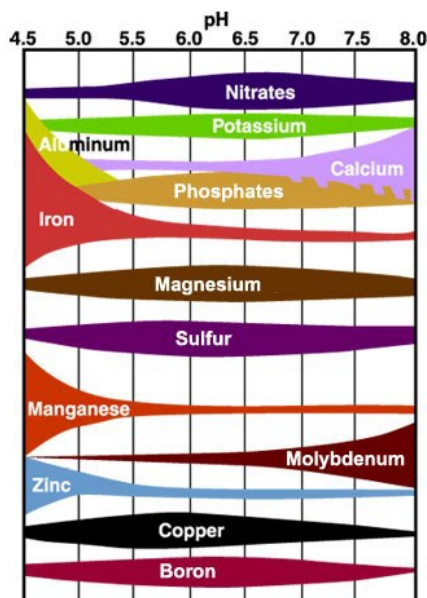 pH
4.5 5.0 5.5 6.0 6.5 7.0 7.5 8.0
Nitrates
Potassium
Aluminum
Calcium
Phosphates
Iron
Magnesium
Sulfur
Manganese
Molybdenum
Zinc
Copper
Boron